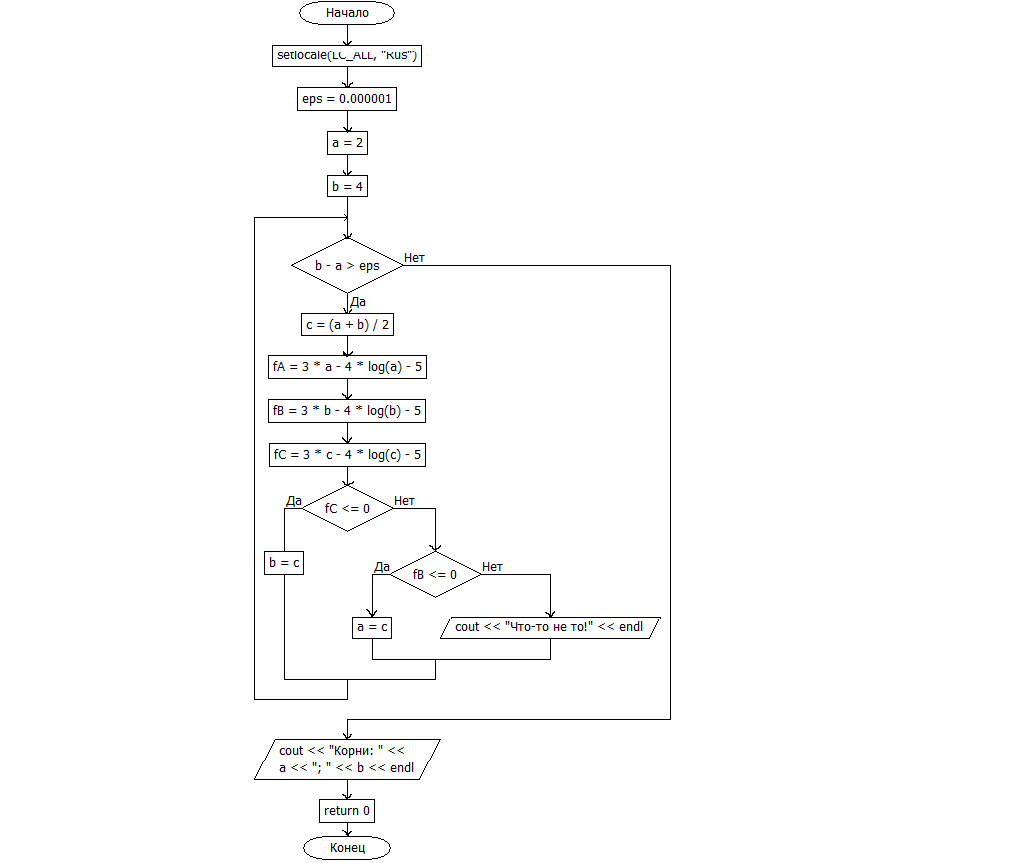 Начало
setlocale(LC_ALL, "Rus")
eps = 0.000001
a = 2
b = 4
b - a > eps
Нет
Да
c = (a + b) / 2
fA = 3 * a - 4 * log(a) - 5
fB = 3 * b - 4 * log(b) - 5
fC = 3 * c - 4 * log(c) - 5
Да
fC <= 0
Нет
b = c
Да
fB <= 0
Нет
a = c
cout << "Что-то не то!" << endl
cout << "Корни: " <<
a << "; " << b << endl
return 0
Конец